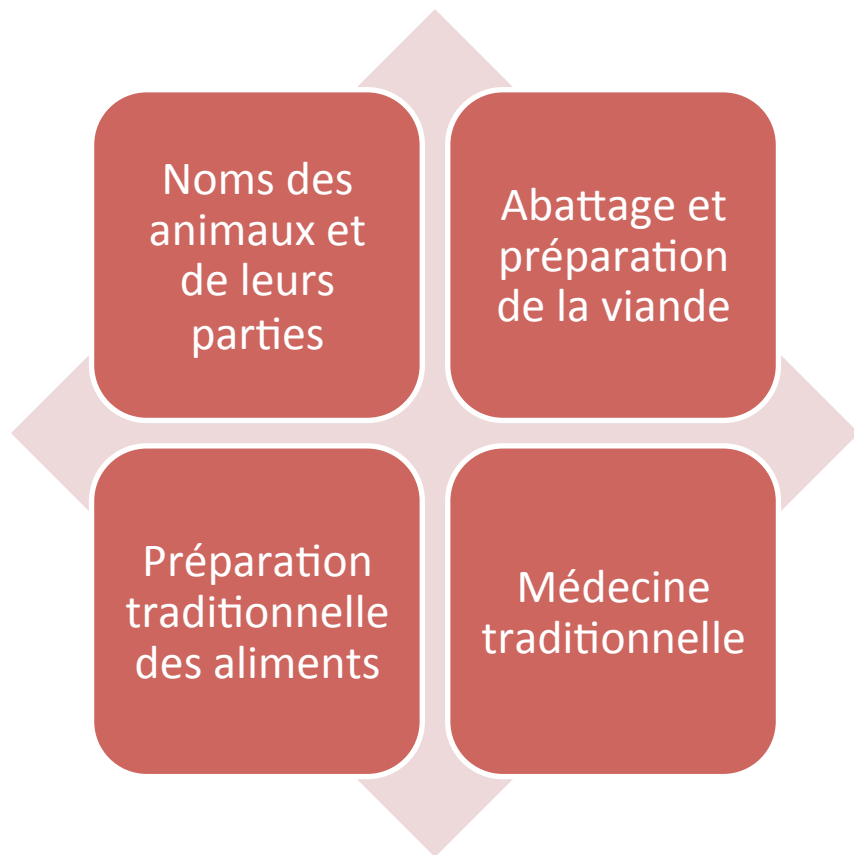 Noms des
animaux et
de leurs
parties
Abattage et
préparation
de la viande
Préparation
traditionnelle
des aliments
Médecine
traditionnelle